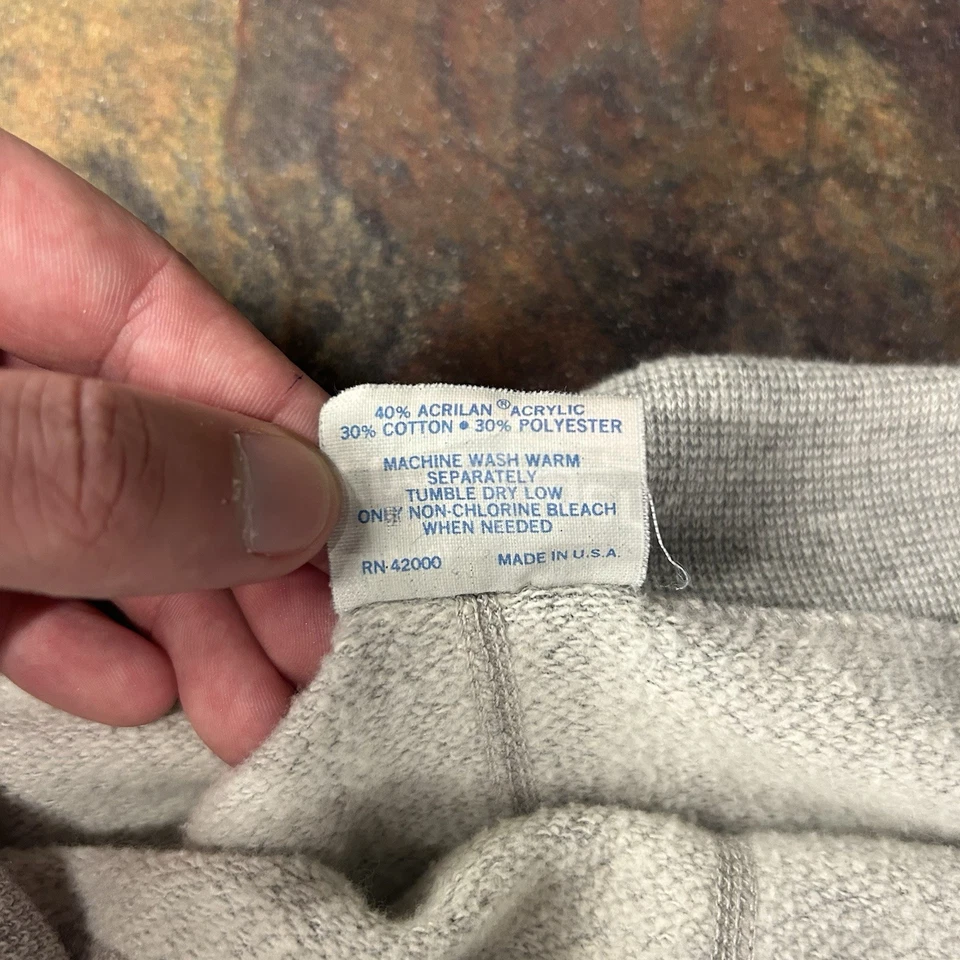 40% ACRILAN® ACRYLIC
30% COTTON • 30% POLYESTER
MACHINE WASH WARM
SEPARATELY
TUMBLE DRY LOW
ONLY NON-CHLORINE BLEACH
WHEN NEEDED
RN-42000 MADE IN U.S.A.